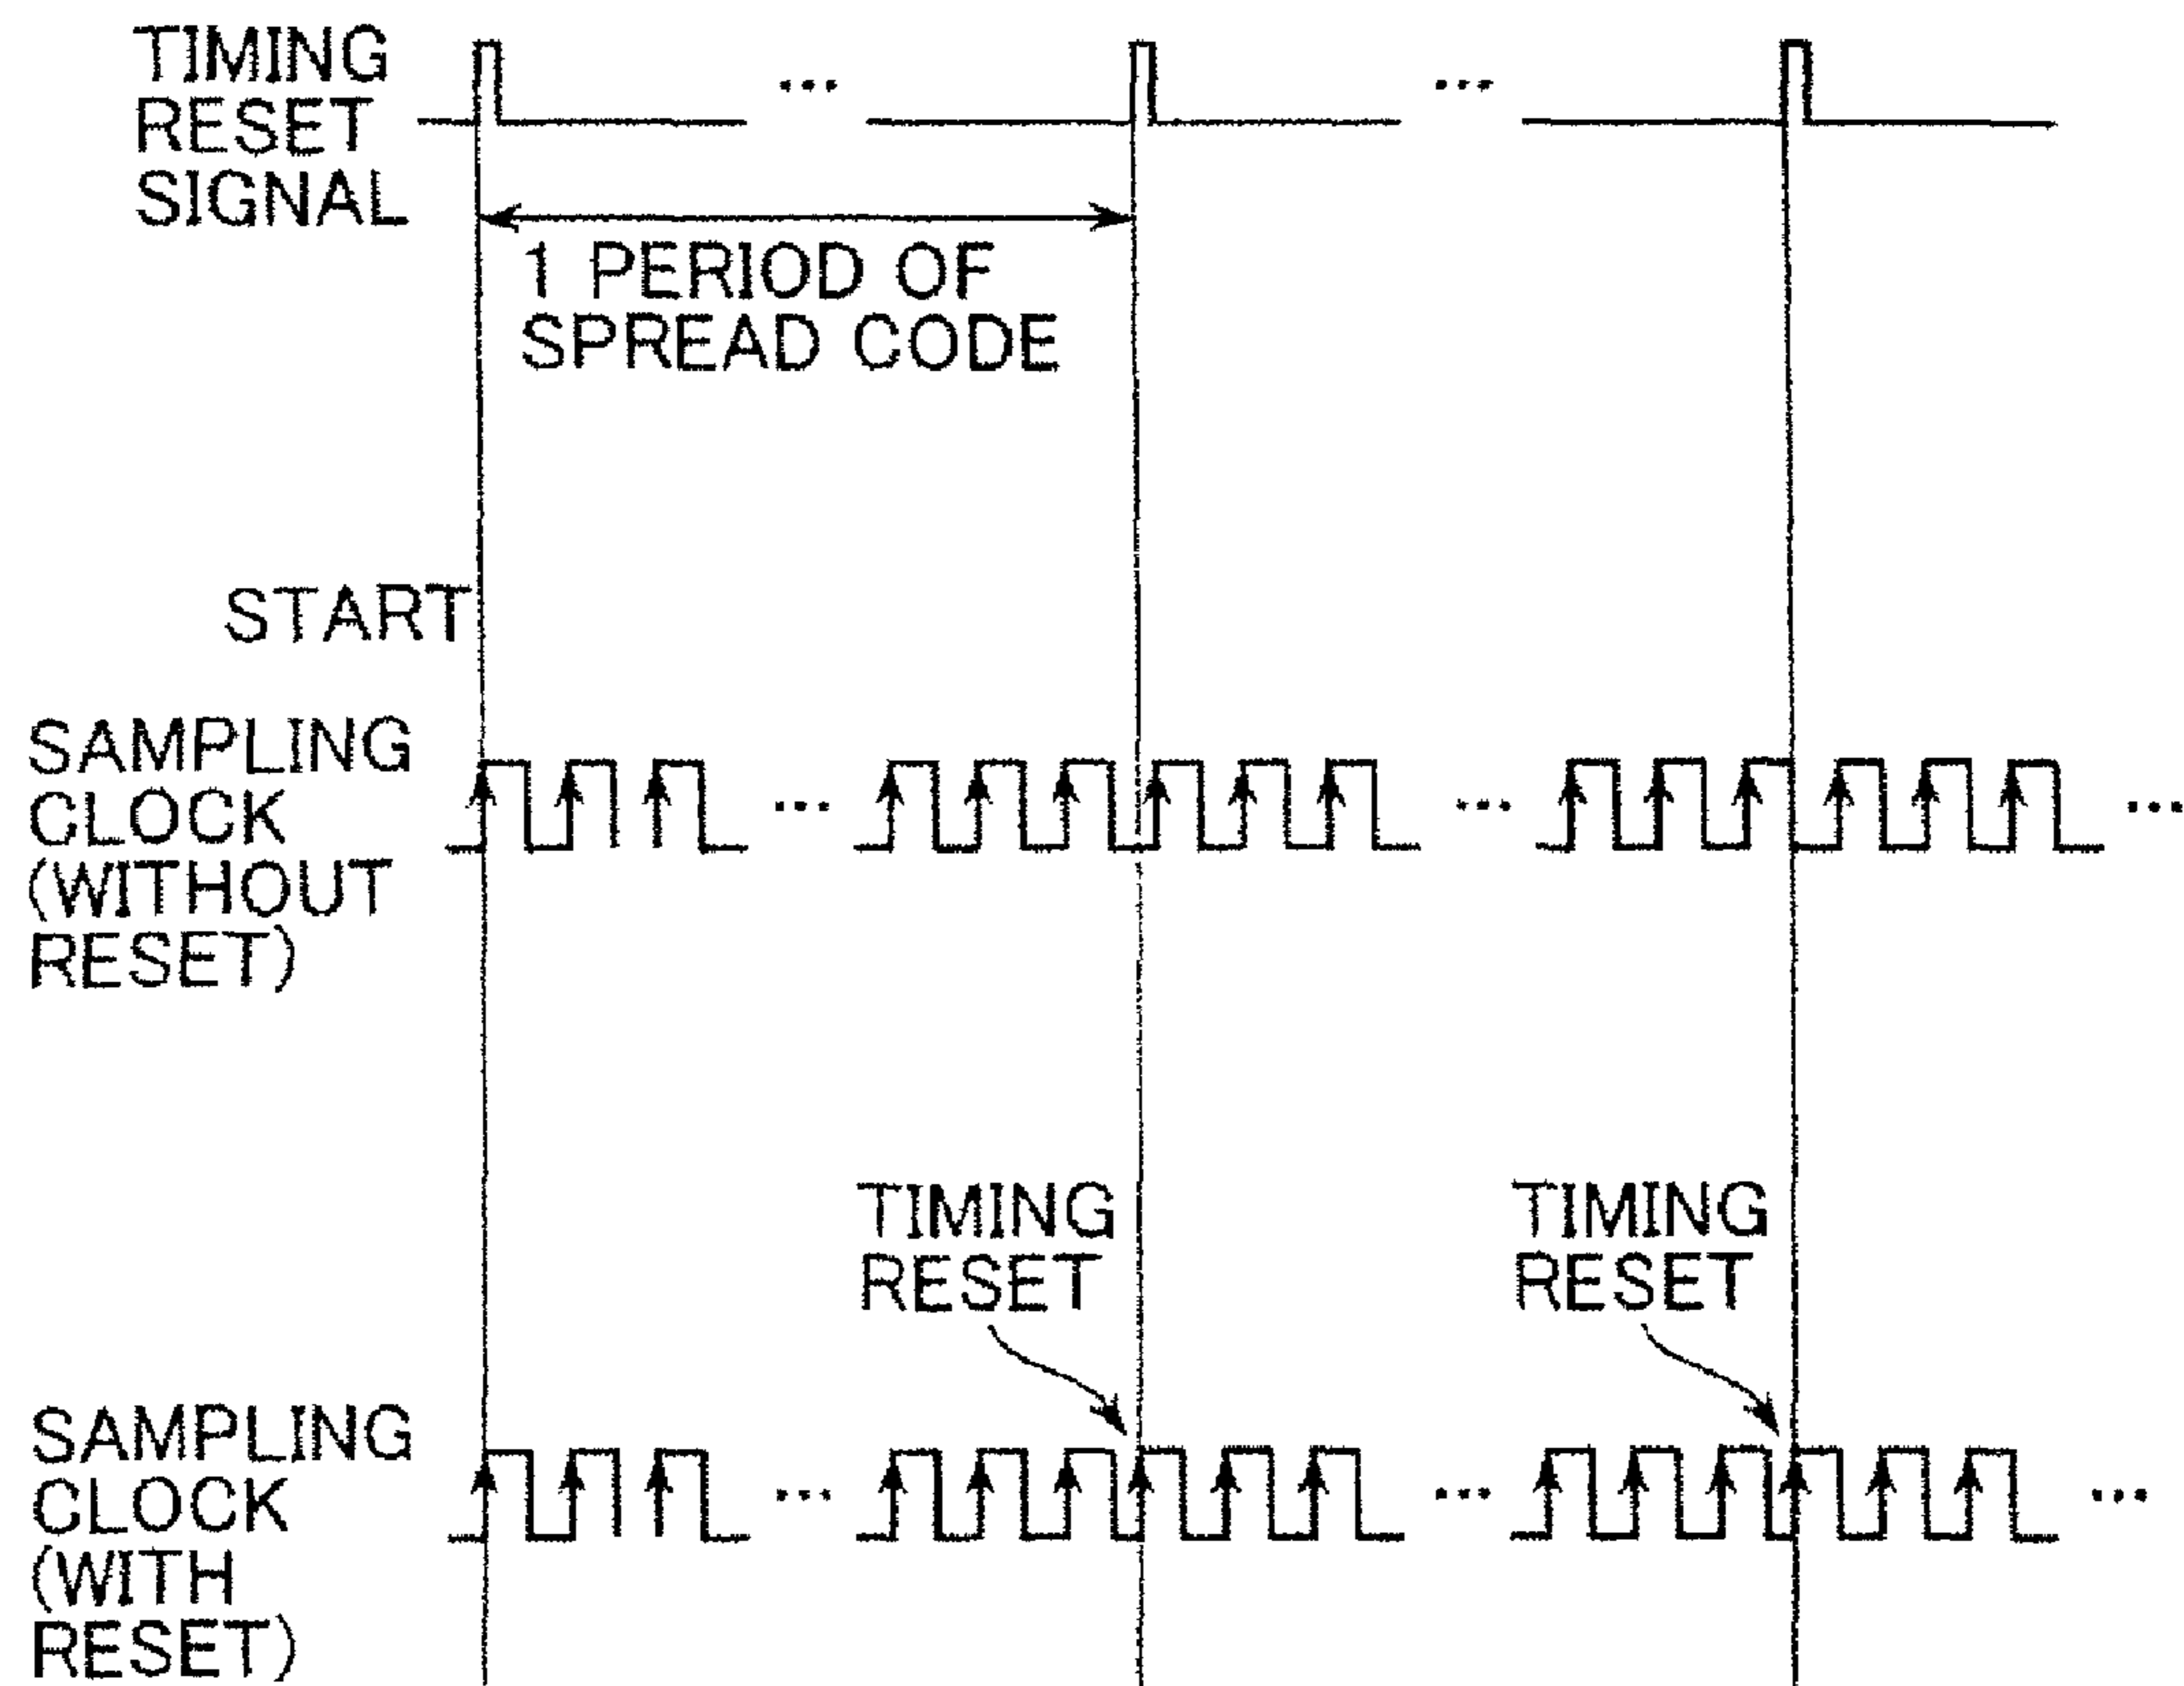 TIMING
RESET
SIGNAL
...
...
1 PERIOD OF
SPREAD CODE
START
SAMPLING
CLOCK
(WITHOUT
RESET)
...
...
...
TIMING
RESET
TIMING
RESET
SAMPLING
CLOCK
(WITH
RESET)
...
...
...